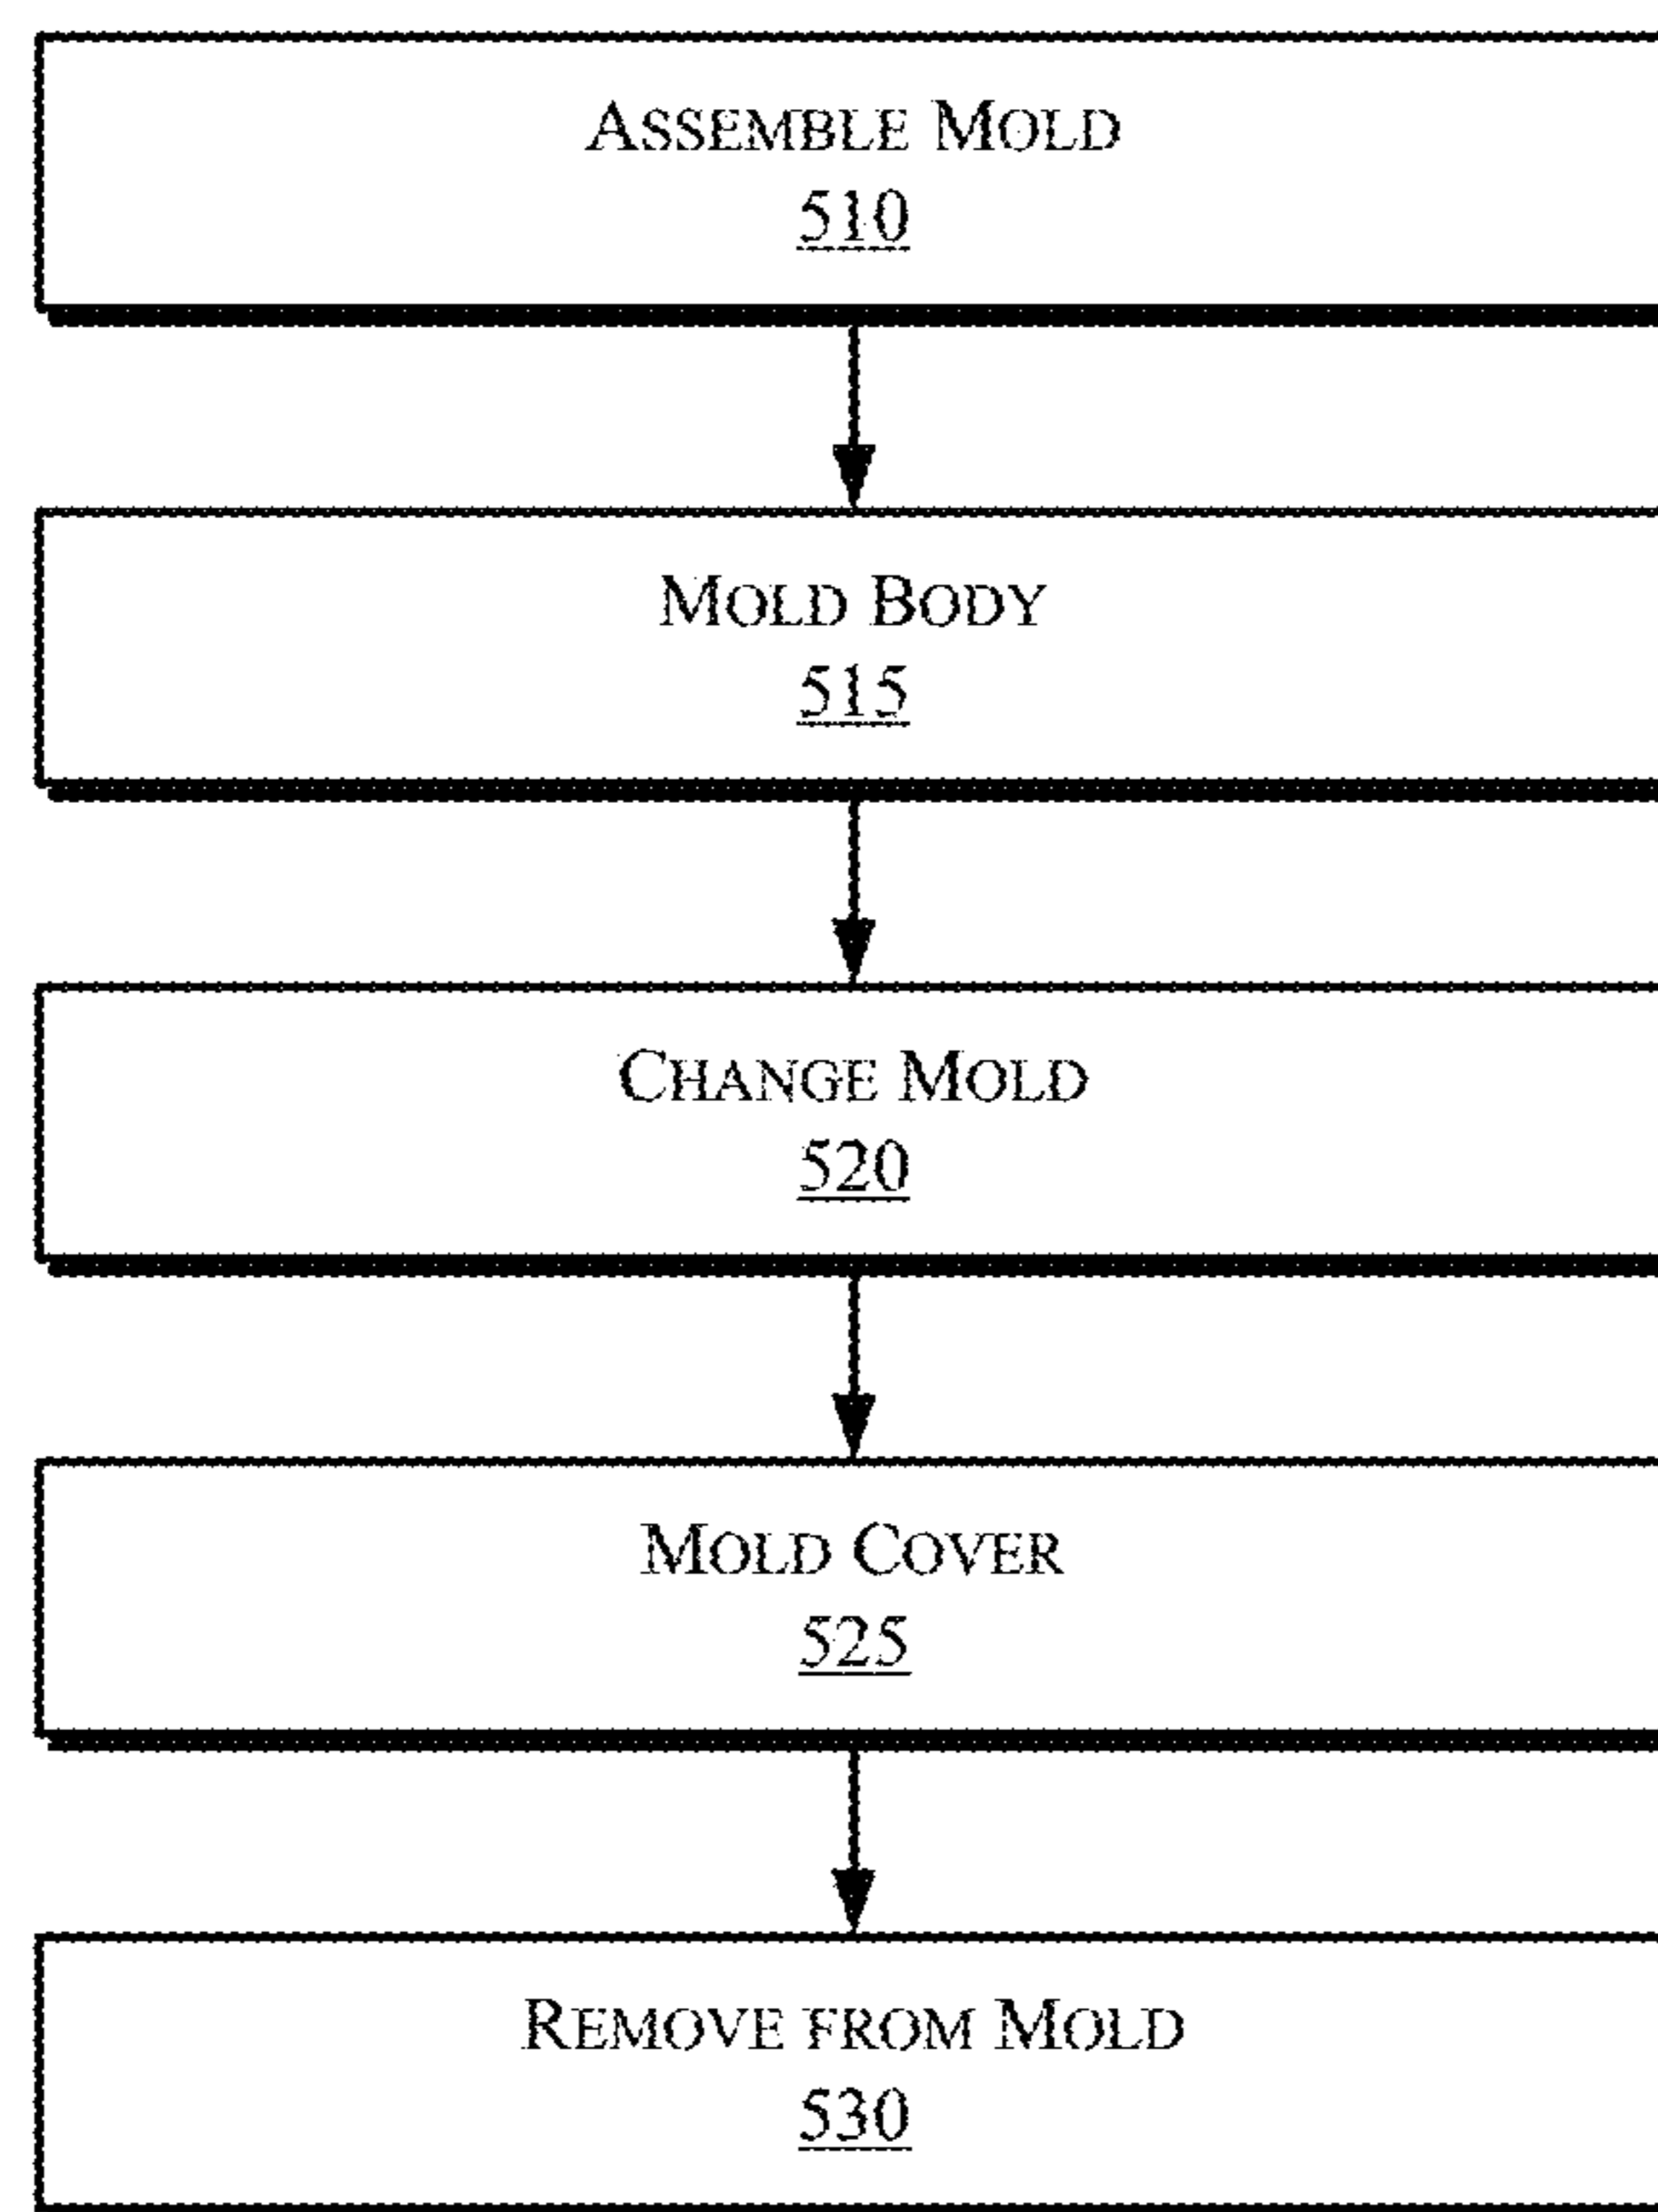 ASSEMBLE MOLD
510
MOLD BODY
515
CHANGE MOLD
520
MOLD COVER
525
REMOVE FROM MOLD
530